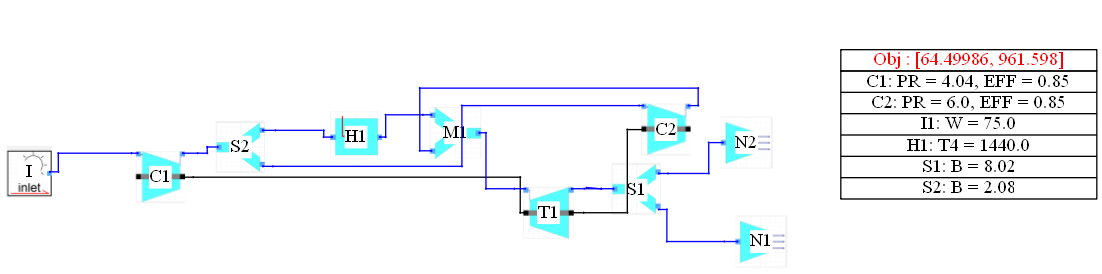 I
inlet
C1
S2
H1
M1
T1
C2
S1
N2
N1
Obj : [64.49986, 961.598]
C1: PR = 4.04, EFF = 0.85
C2: PR = 6.0, EFF = 0.85
I1: W = 75.0
H1: T4 = 1440.0
S1: B = 8.02
S2: B = 2.08